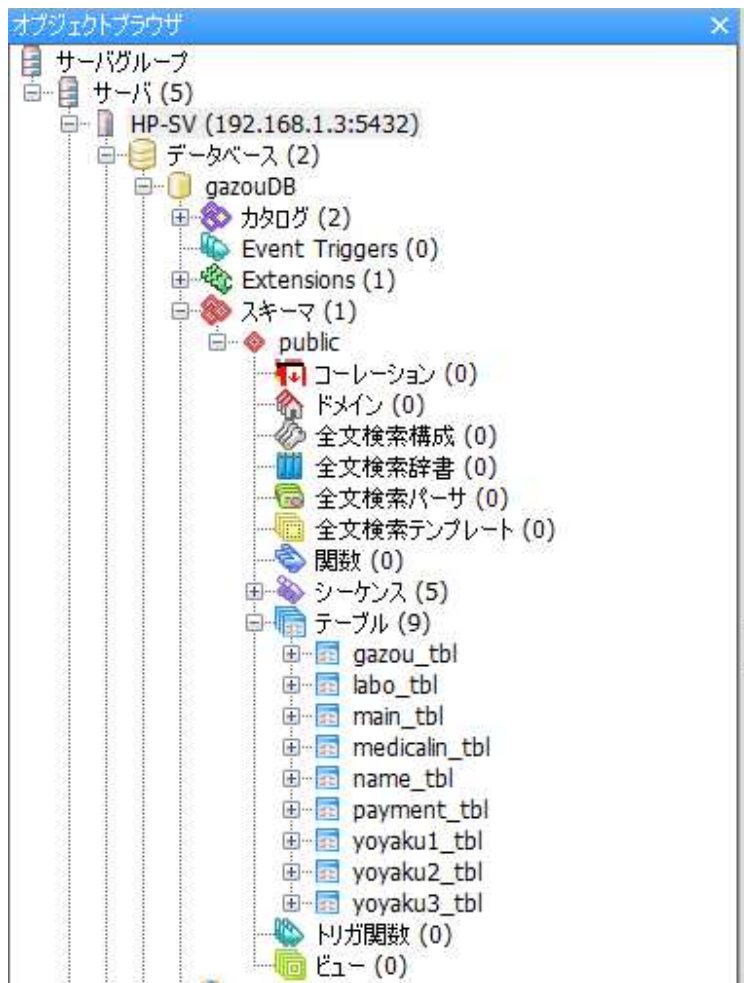 オブジェクトブラウザ
サーバグループ
サーバ (5)
HP-SV (192.168.1.3:5432)
データベース (2)
gazouDB
カタログ (2)
Event Triggers (0)
Extensions (1)
スキーマ (1)
public
コーレーション (0)
ドメイン (0)
全文検索構成 (0)
全文検索辞書 (0)
全文検索パーサ (0)
全文検索テンプレート (0)
関数 (0)
シーケンス (5)
テーブル (9)
gazou_tbl
labo_tbl
main_tbl
medicalin_tbl
name_tbl
payment_tbl
yoyaku1_tbl
yoyaku2_tbl
yoyaku3_tbl
トリガ関数 (0)
ビュー (0)